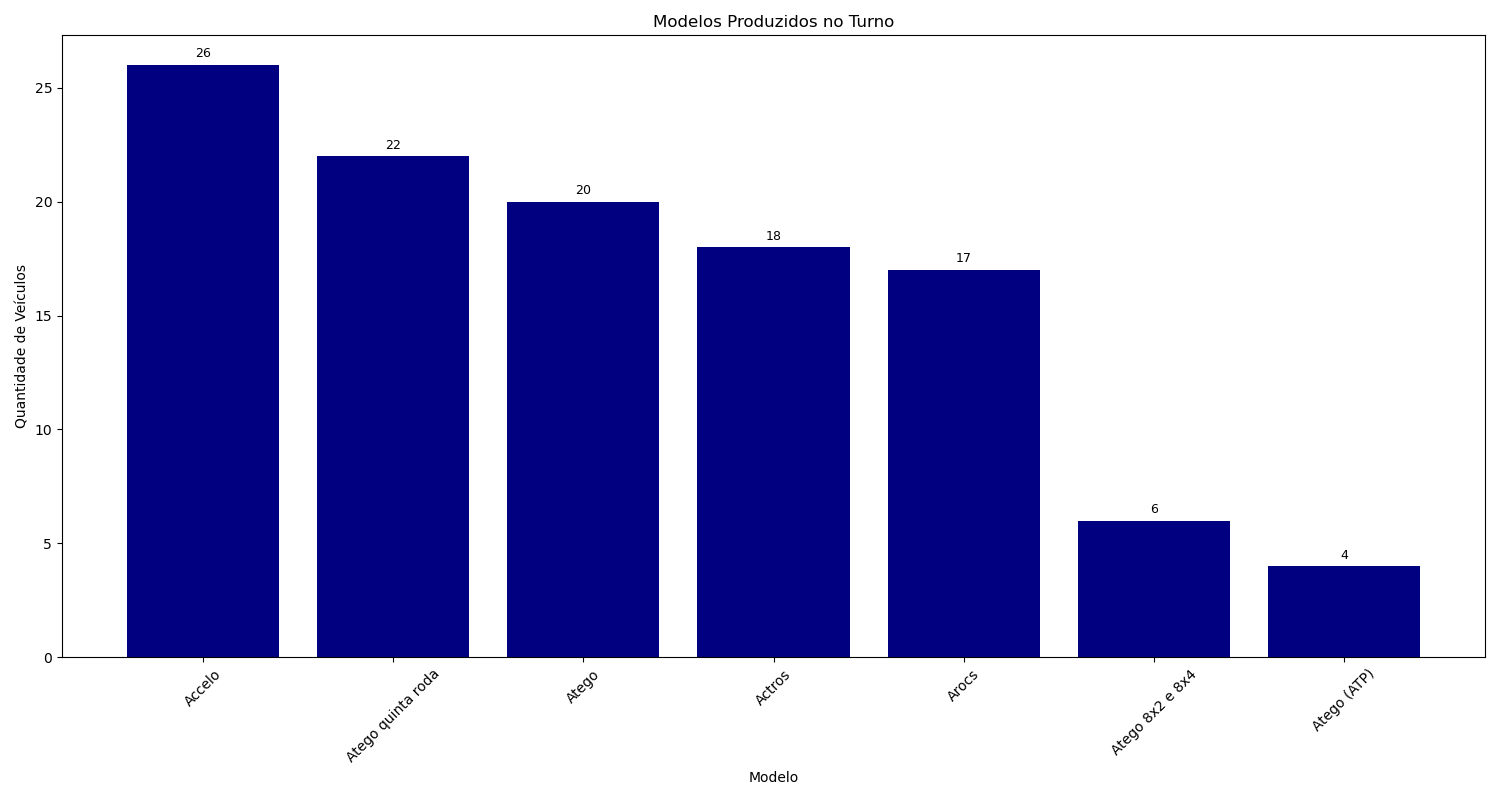 Modelos Produzidos no Turno
Quantidade de Veículos
25
20
15
10
5
0
26
22
20
18
17
6
4
Accelo
Atego quinta roda
Atego
Actros
Arocs
Atego 8x2 e 8x4
Atego (ATP)
Modelo